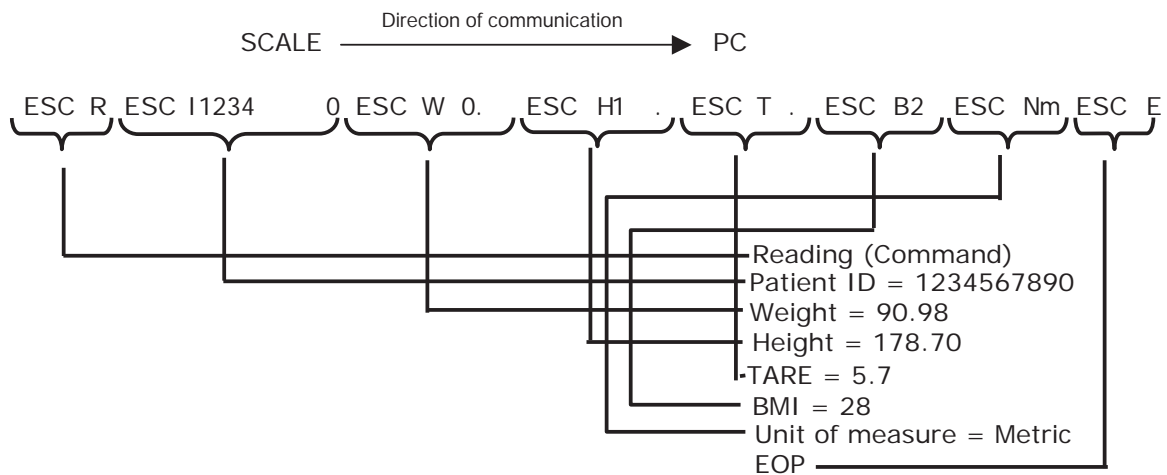 Direction of communication
SCALE PC
ESC R ESC I1234 0 ESC W 0. ESC H1 . ESC T . ESC B2 ESC Nm ESC E
Reading (Command)
Patient ID = 1234567890
Weight = 90.98
Height = 178.70
TARE = 5.7
BMI = 28
Unit of measure = Metric
EOP